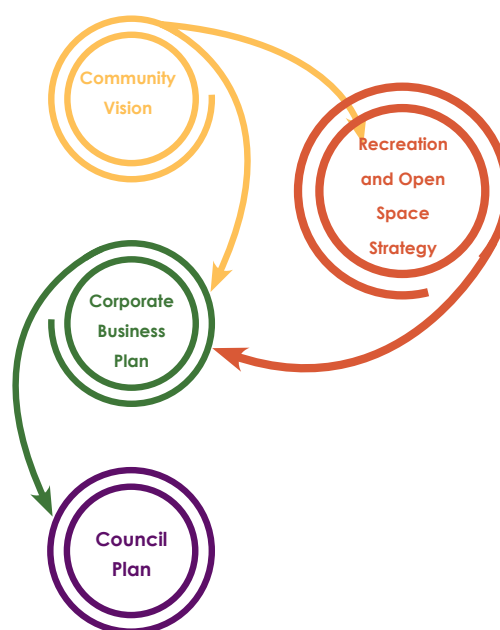 Community
Vision
Recreation
and Open
Space
Strategy
Corporate
Business
Plan
Council
Plan